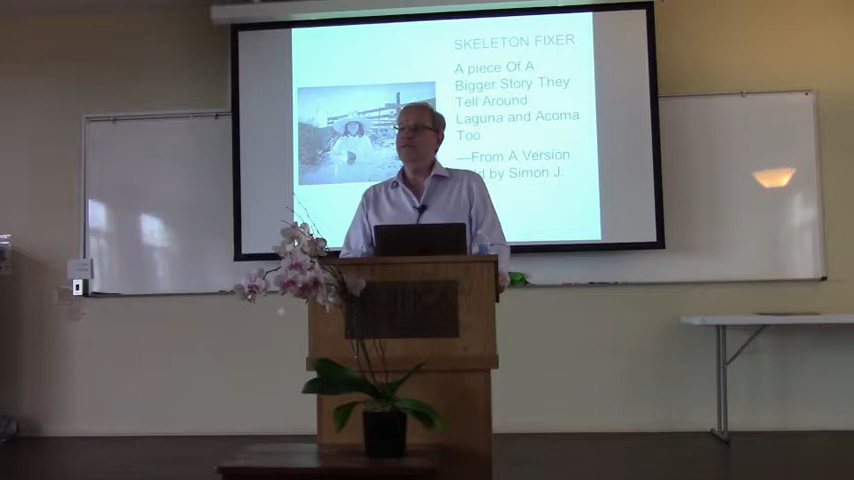 SKELETON FIXER
A piece Of A
Bigger Story They
Tell Around
Laguna and Acoma
Too
—From A Version
by Simon J.